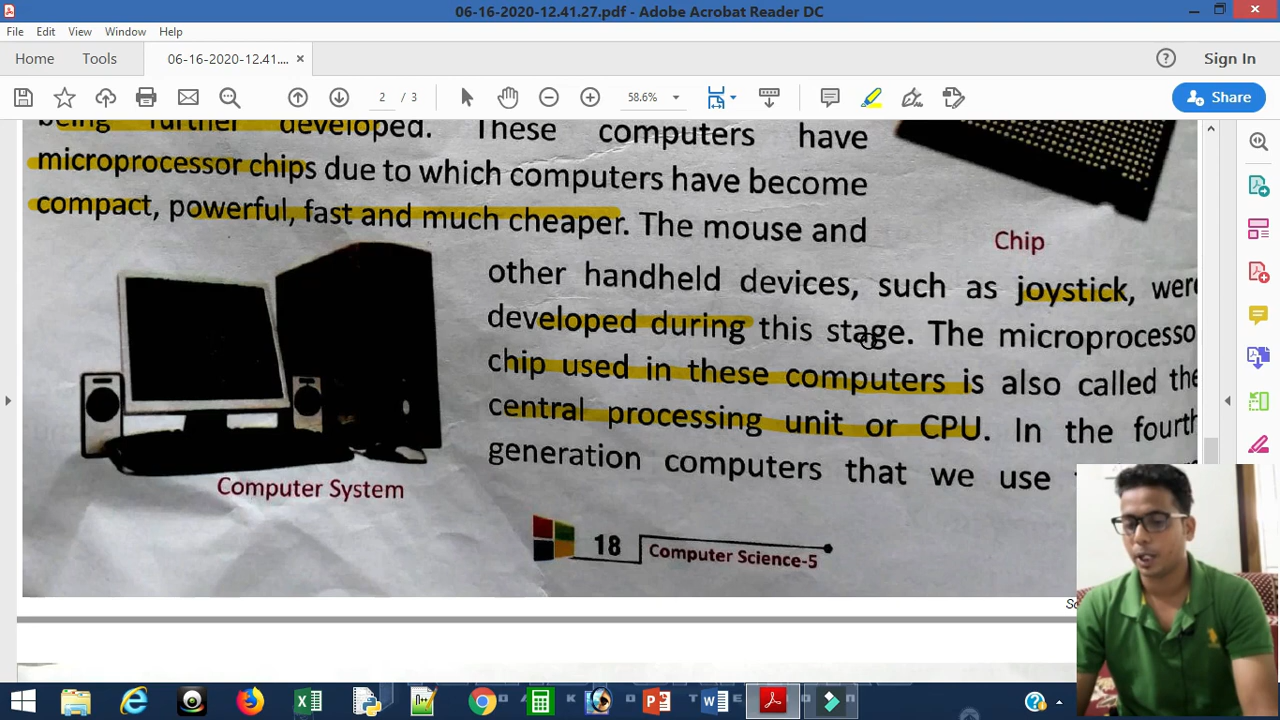 06-16-2020-12.41.27.pdf - Adobe Acrobat Reader DC
File Edit View Window Help
Home Tools 06-16-2020-12.41.... × Sign In
2 / 3 58.6% Share
being further developed. These computers have
microprocessor chips due to which computers have become
compact, powerful, fast and much cheaper. The mouse and
Chip
other handheld devices, such as joystick, were
developed during this stage. The microprocesso
chip used in these computers is also called the
central processing unit or CPU. In the fourth
generation computers that we use
Computer System
18 Computer Science-5